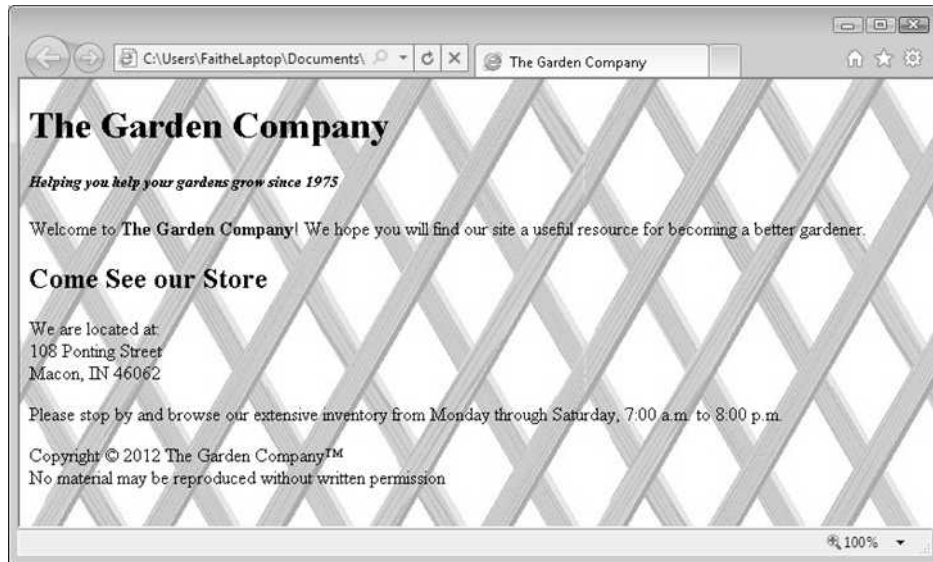 C:\Users\FaitheLaptop\Documents\
The Garden Company
The Garden Company
Helping you help your gardens grow since 1975
Welcome to The Garden Company! We hope you will find our site a useful resource for becoming a better gardener.
Come See our Store
We are located at:
108 Ponting Street
Macon, IN 46062
Please stop by and browse our extensive inventory from Monday through Saturday, 7:00 a.m. to 8:00 p.m.
Copyright © 2012 The Garden Company™
No material may be reproduced without written permission
100%